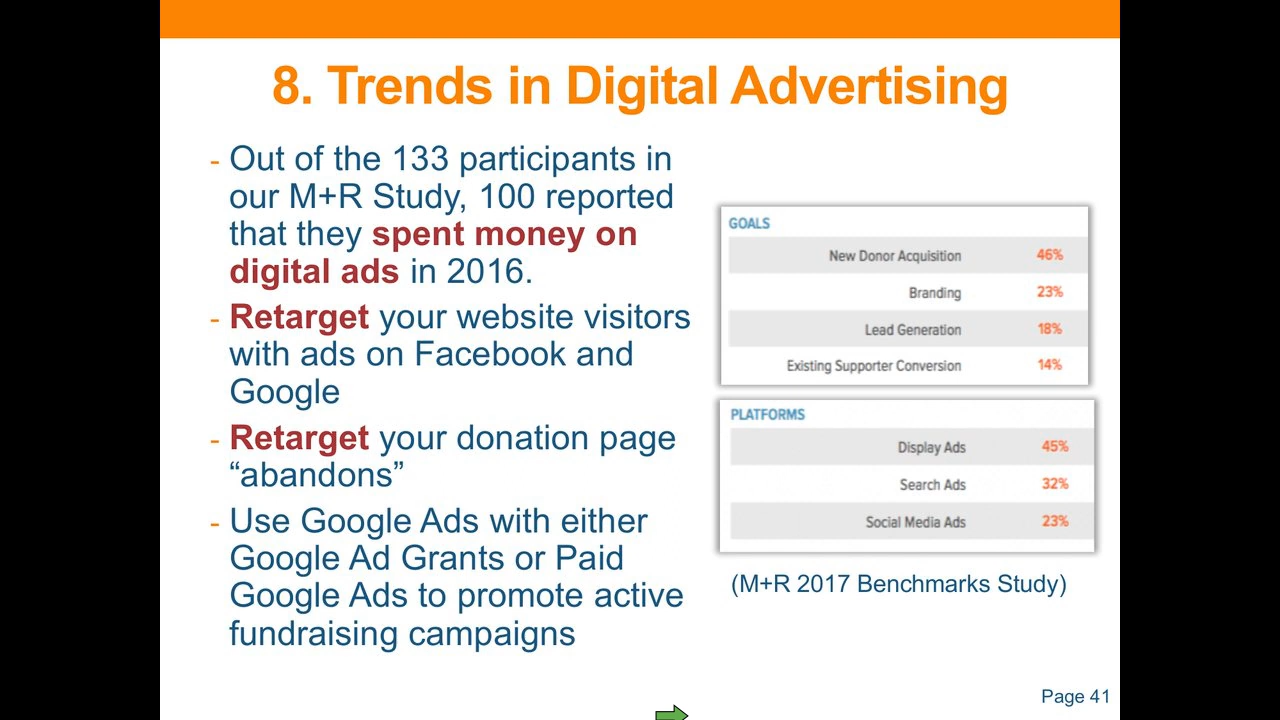 8. Trends in Digital Advertising
- Out of the 133 participants in
our M+R Study, 100 reported
that they spent money on
digital ads in 2016.
- Retarget your website visitors
with ads on Facebook and
Google
- Retarget your donation page
“abandons”
- Use Google Ads with either
Google Ad Grants or Paid
Google Ads to promote active
fundraising campaigns
GOALS
New Donor Acquisition 46%
Branding 23%
Lead Generation 18%
Existing Supporter Conversion 14%
PLATFORMS
Display Ads 45%
Search Ads 32%
Social Media Ads 23%
(M+R 2017 Benchmarks Study)
Page 41